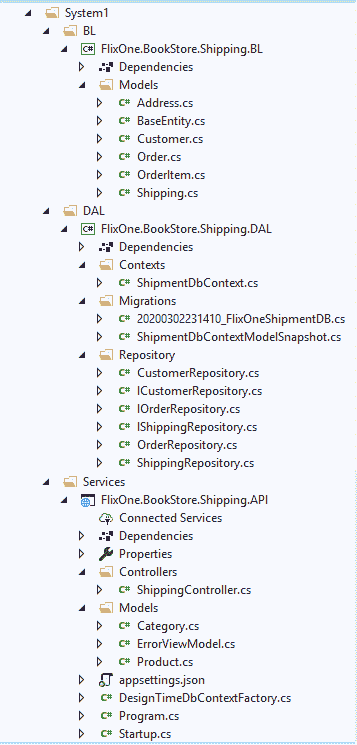 System1
BL
C# FlixOne.BookStore.Shipping.BL
Dependencies
Models
C# Address.cs
C# BaseEntity.cs
C# Customer.cs
C# Order.cs
C# OrderItem.cs
C# Shipping.cs
DAL
C# FlixOne.BookStore.Shipping.DAL
Dependencies
Contexts
C# ShipmentDbContext.cs
Migrations
C# 20200302231410_FlixOneShipmentDB.cs
C# ShipmentDbContextModelSnapshot.cs
Repository
C# CustomerRepository.cs
C# ICustomerRepository.cs
C# IOrderRepository.cs
C# IShippingRepository.cs
C# OrderRepository.cs
C# ShippingRepository.cs
Services
FlixOne.BookStore.Shipping.API
Connected Services
Dependencies
Properties
Controllers
C# ShippingController.cs
Models
C# Category.cs
C# ErrorViewModel.cs
C# Product.cs
appsettings.json
C# DesignTimeDbContextFactory.cs
C# Program.cs
C# Startup.cs